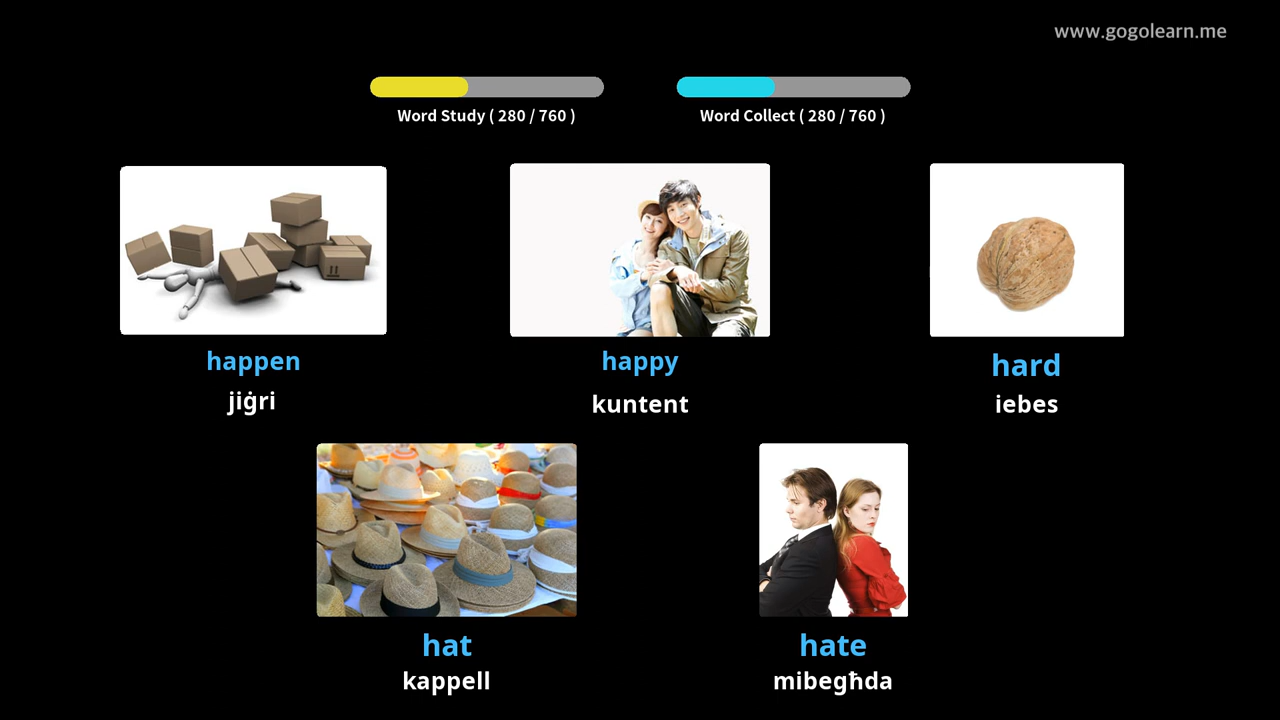 www.gogolearn.me
Word Study ( 280 / 760 )
Word Collect ( 280 / 760 )
happen
jiġri
happy
kuntent
hard
iebes
hat
kappell
hate
mibegħda